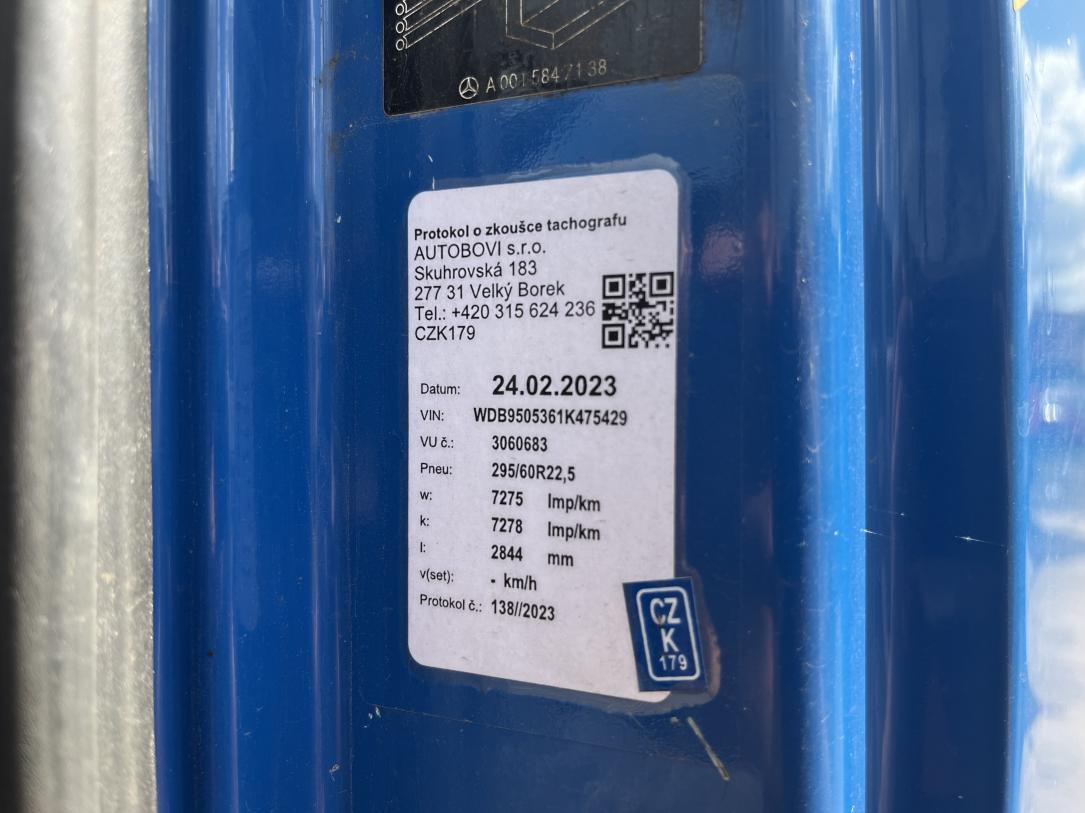 A 001 584 71 38
Protokol o zkoušce tachografu
AUTOBOVI s.r.o.
Skuhrovská 183
277 31 Velký Borek
Tel.: +420 315 624 236
CZK179
Datum: 24.02.2023
VIN: WDB9505361K475429
VU č.: 3060683
Pneu: 295/60R22,5
w: 7275 Imp/km
k: 7278 Imp/km
l: 2844 mm
v(set): - km/h
Protokol č.: 138//2023
CZ
K
179